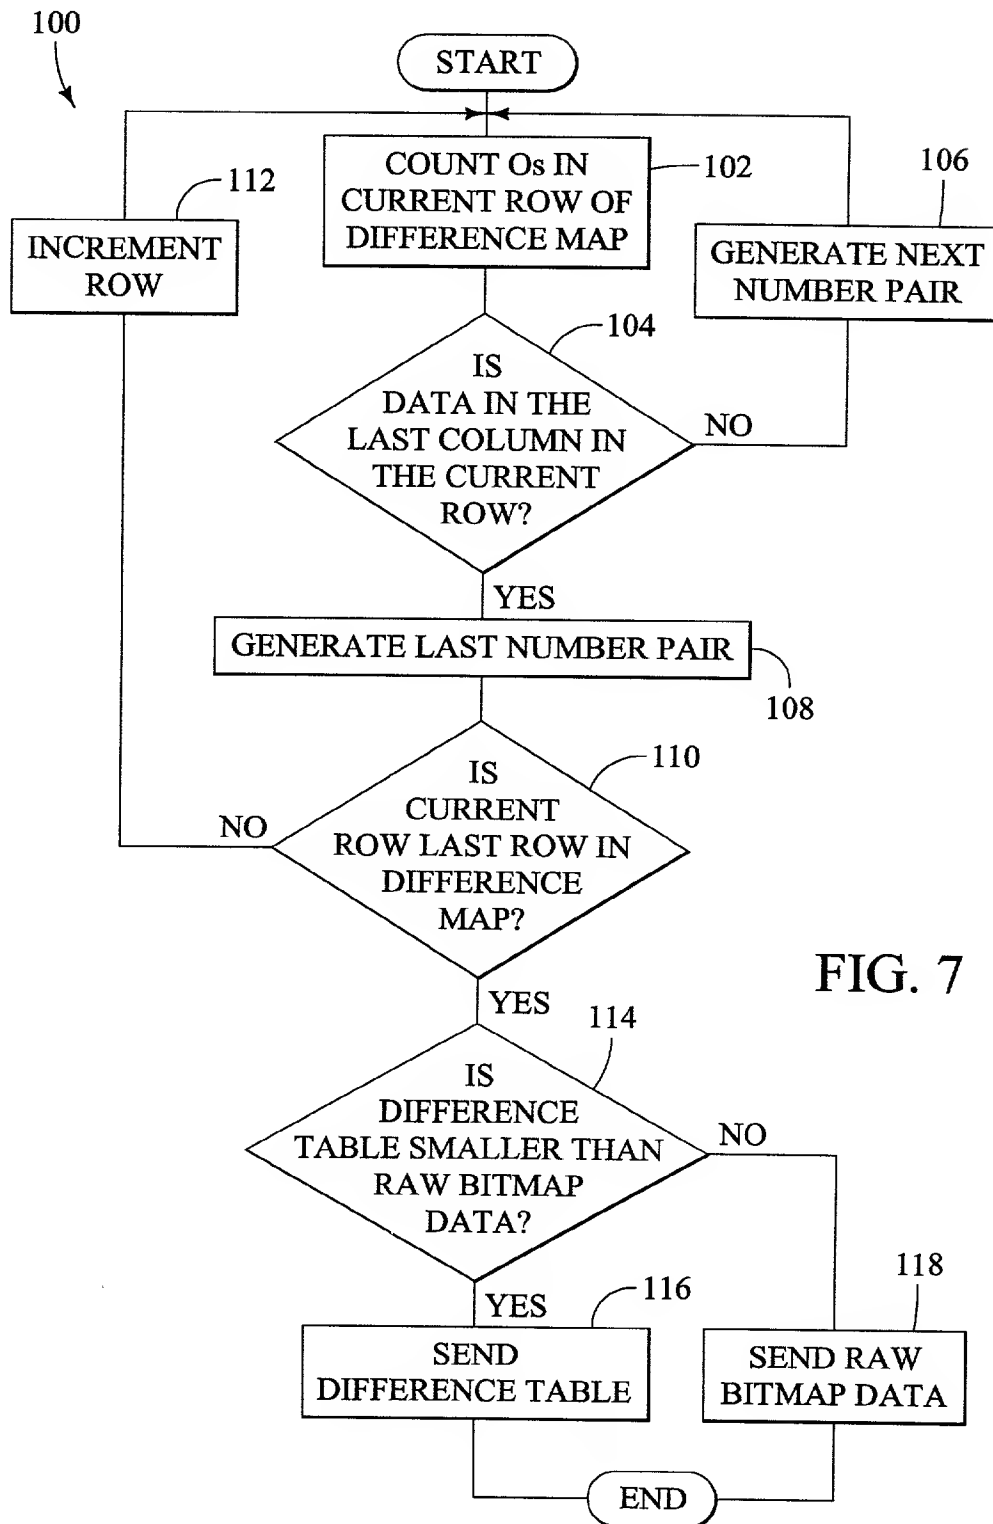 100
START
COUNT Os IN
CURRENT ROW OF
DIFFERENCE MAP
102
112
INCREMENT
ROW
106
GENERATE NEXT
NUMBER PAIR
104
IS
DATA IN THE
LAST COLUMN IN
THE CURRENT
ROW?
NO
YES
GENERATE LAST NUMBER PAIR
108
110
IS
CURRENT
ROW LAST ROW IN
DIFFERENCE
MAP?
NO
YES
FIG. 7
114
IS
DIFFERENCE
TABLE SMALLER THAN
RAW BITMAP
DATA?
NO
YES
116
SEND
DIFFERENCE TABLE
118
SEND RAW
BITMAP DATA
END